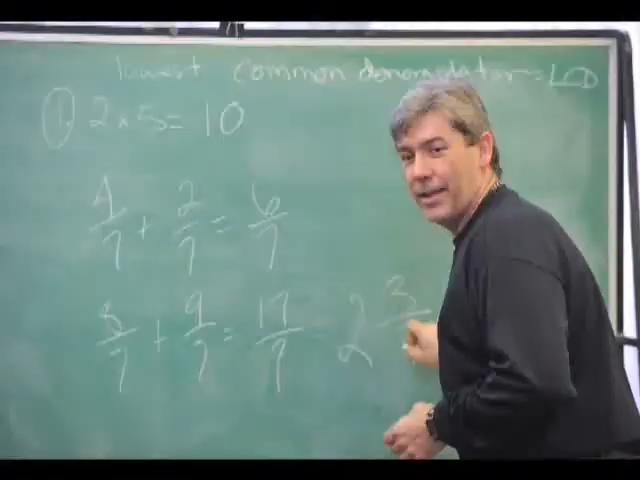 lowest common denominator = LCD
1. 2 x 5 = 10
4/7 + 2/7 = 6/7
8/7 + 9/7 = 17/7 2 3/